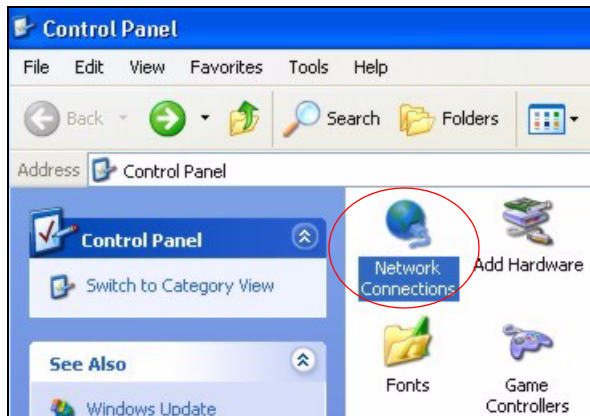 Control Panel
File Edit View Favorites Tools Help
Back Search Folders
Address Control Panel
Control Panel
Switch to Category View
See Also
Windows Update
Network
Connections
Add Hardware
Fonts
Game
Controllers